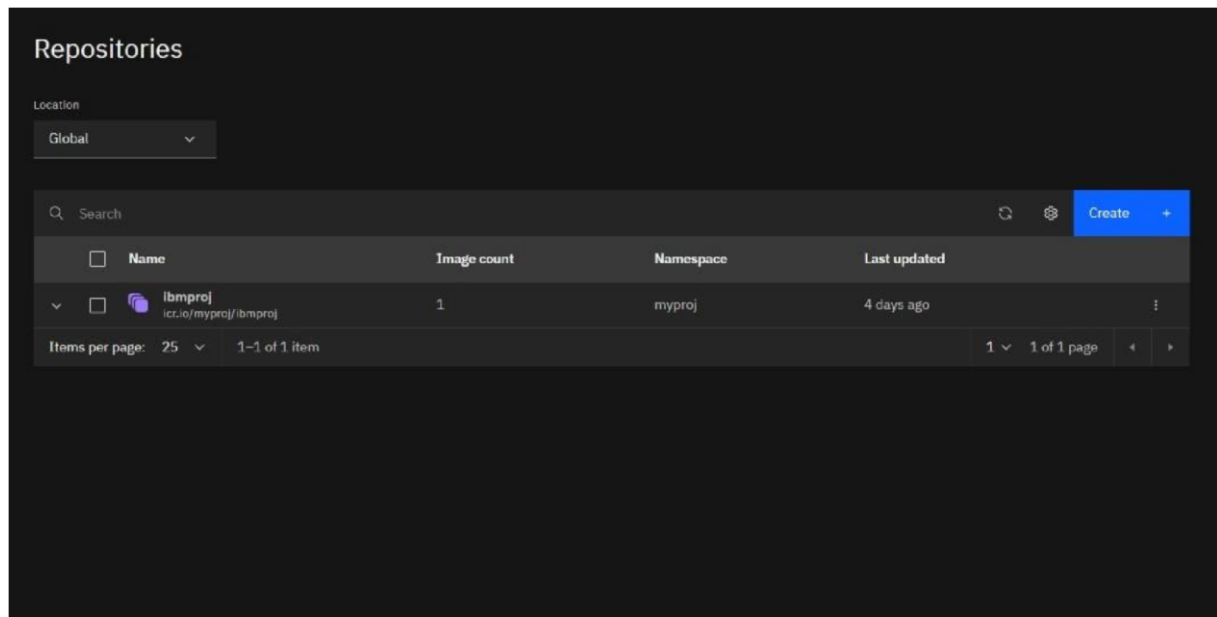 Repositories
Location
Global
Search
Create +
Name Image count Namespace Last updated
ibmproj 1 myproj 4 days ago
icr.io/myproj/ibmproj
Items per page: 25 1–1 of 1 item 1 1 of 1 page